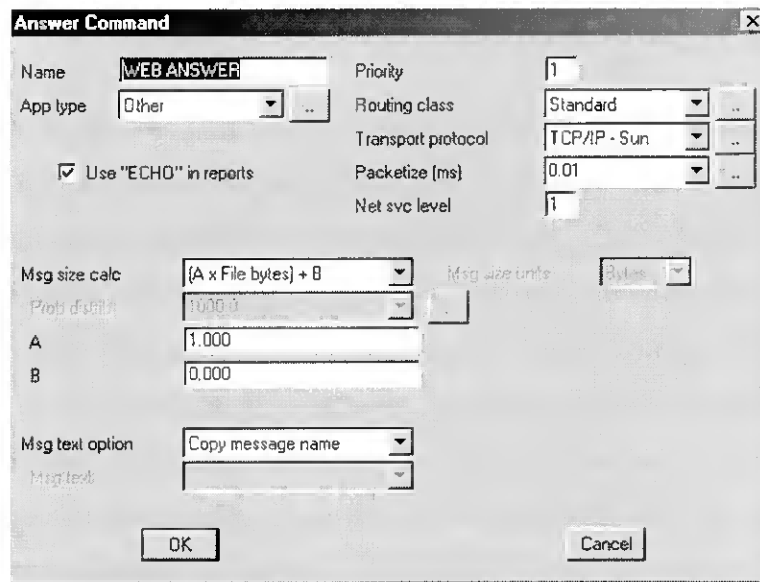 Answer Command
Name WEB ANSWER Priority 1
App type Other .. Routing class Standard ..
Transport protocol TCP/IP - Sun ..
Use "ECHO" in reports Packetize (ms) 0.01 ..
Net svc level 1
Msg size calc (A x File bytes) + B Msg size units Bytes
Prob distrib 1000.0 .
A 1.000
B 0.000
Msg text option Copy message name
Msg text
OK Cancel